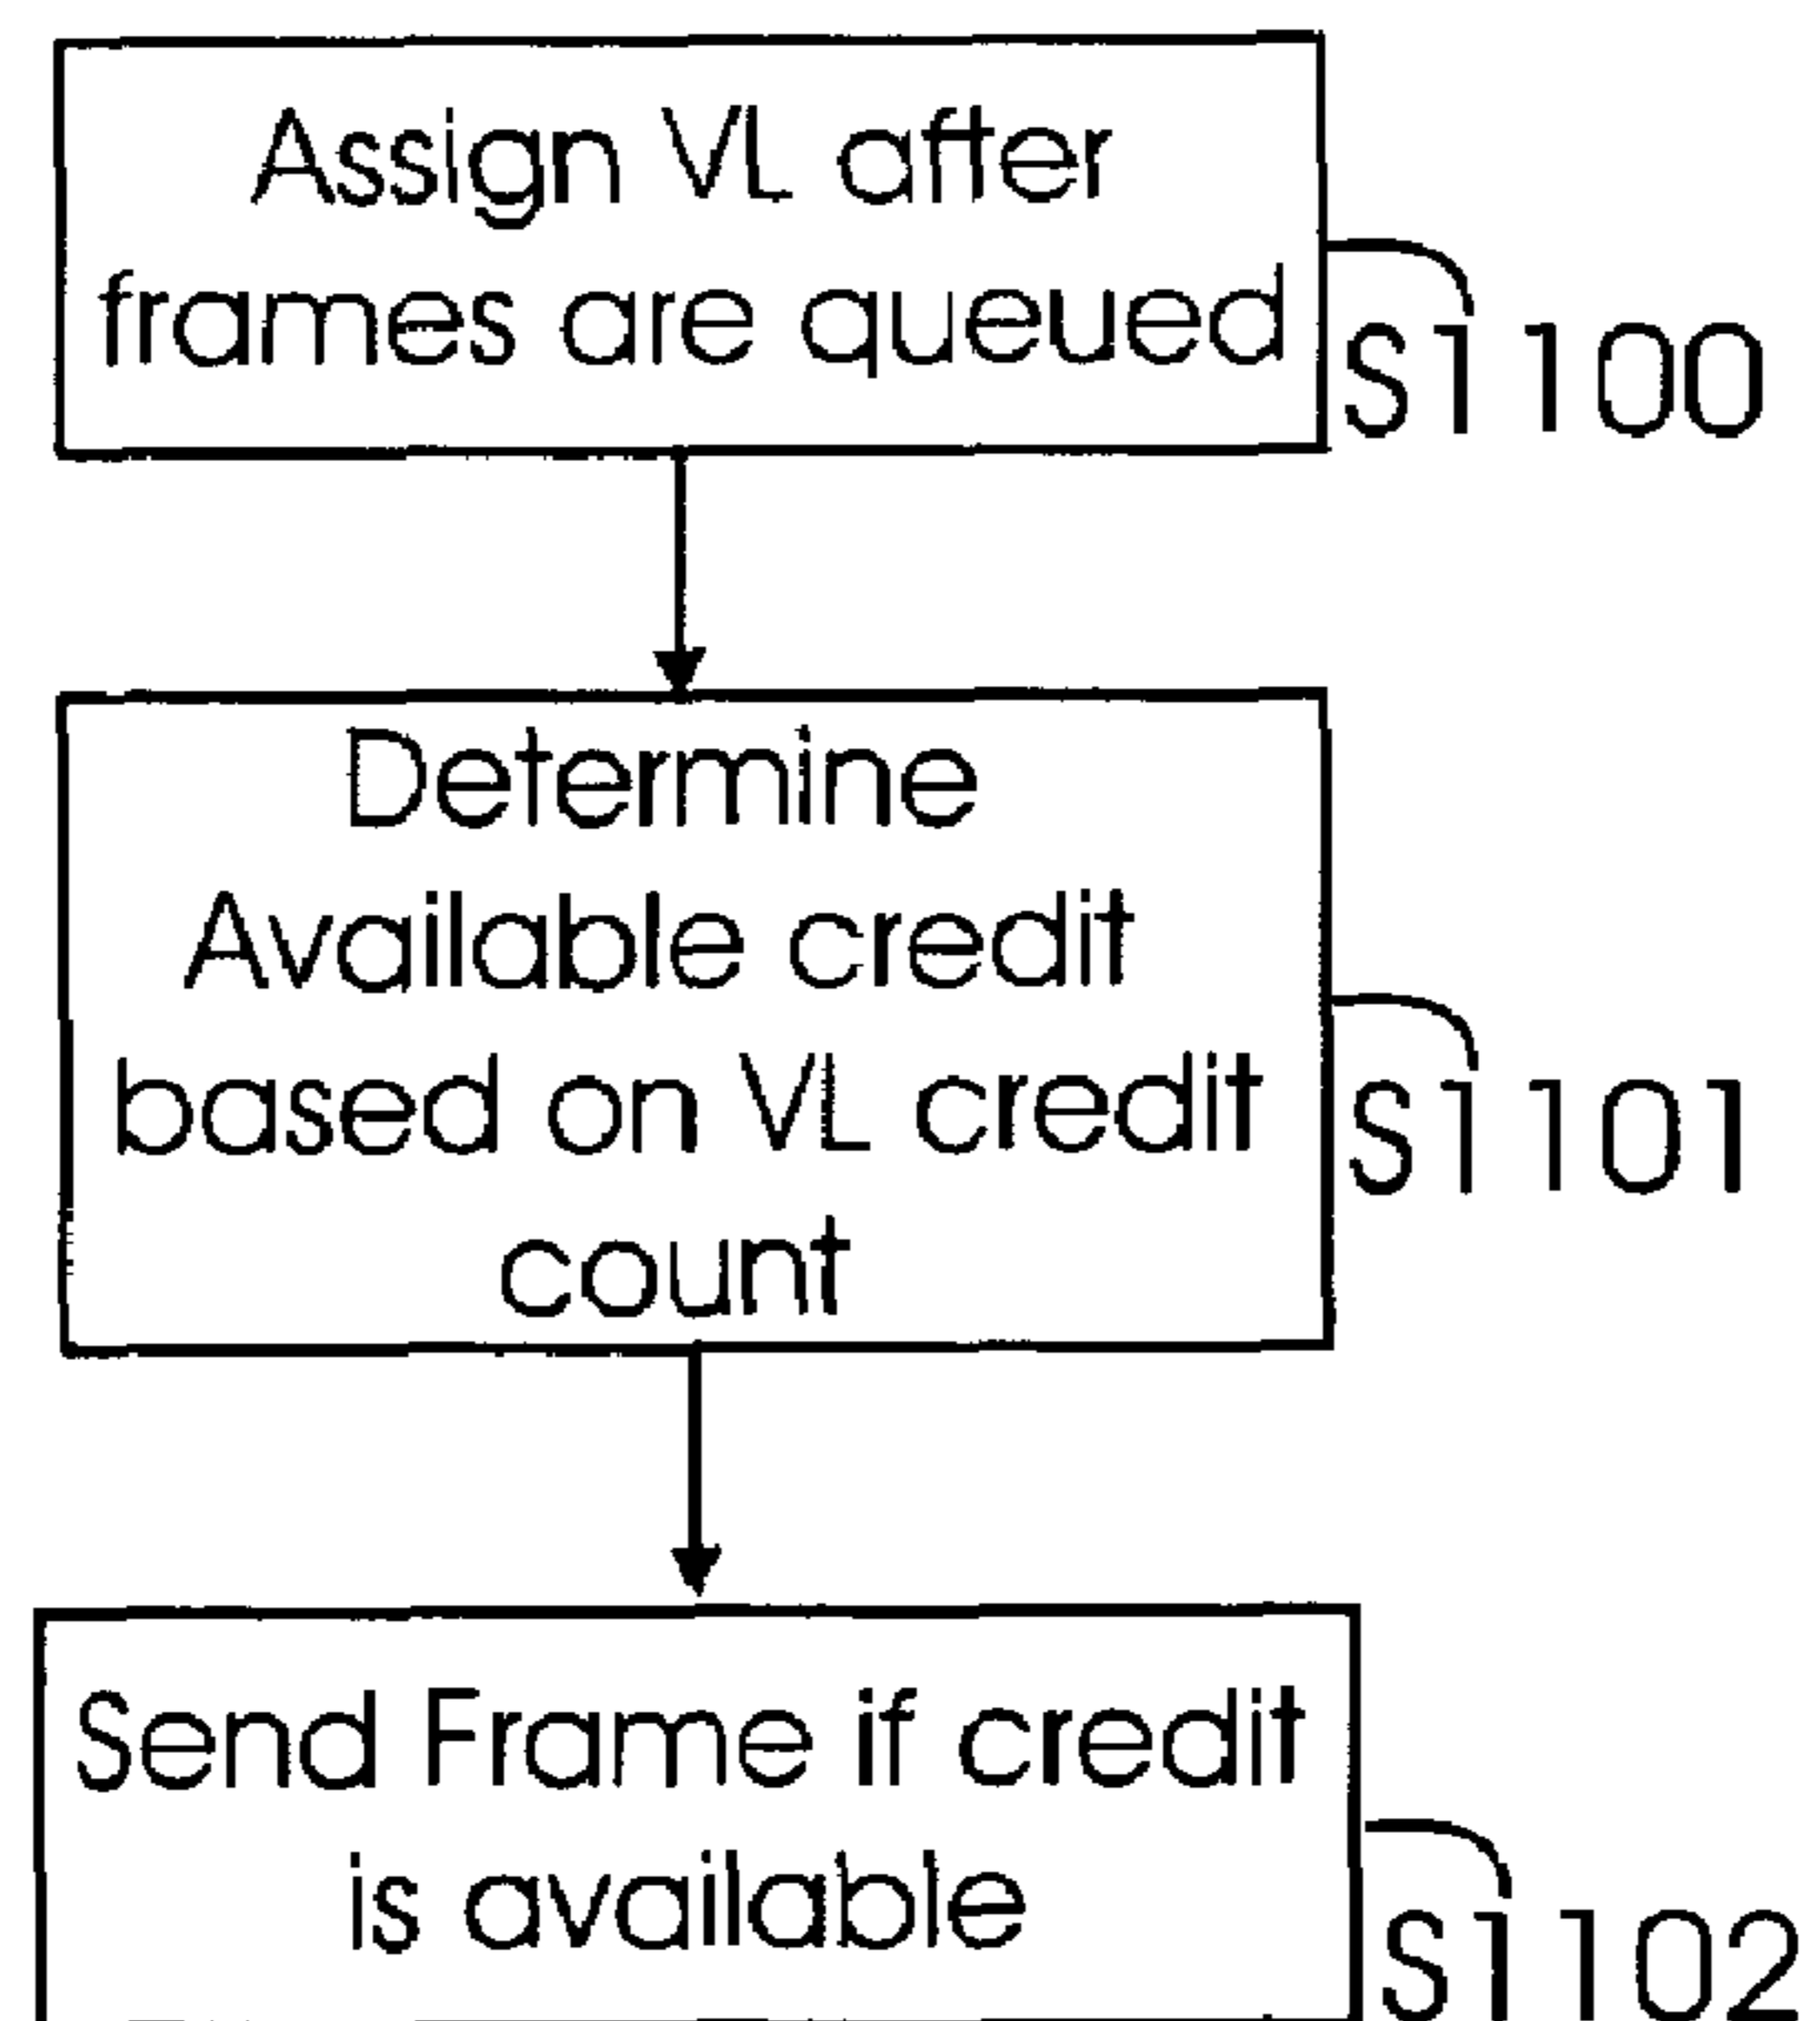 Assign VL after
frames are queued
S1100
Determine
Available credit
based on VL credit
count
S1101
Send Frame if credit
is available
S1102